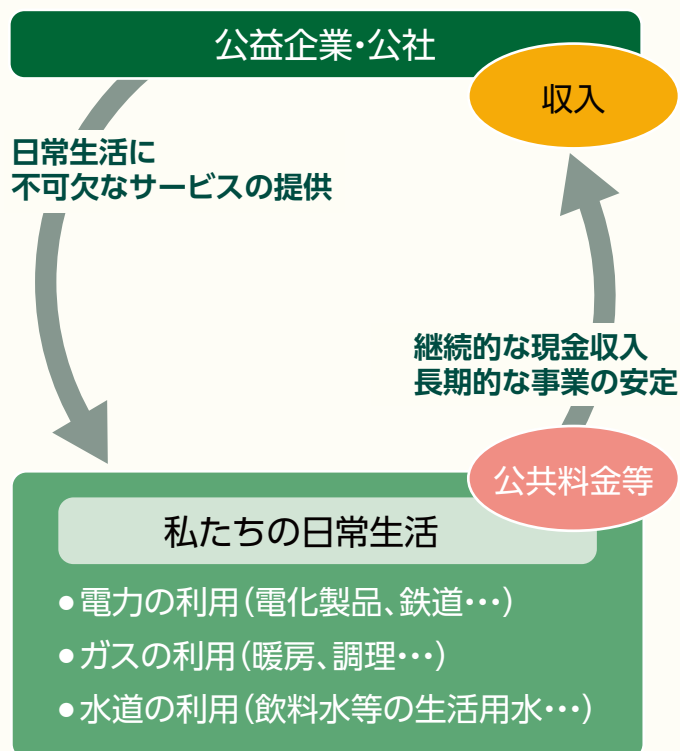 公益企業・公社
収入
日常生活に
不可欠なサービスの提供
継続的な現金収入
長期的な事業の安定
公共料金等
私たちの日常生活
●電力の利用(電化製品、鉄道・・・)
●ガスの利用(暖房、調理・・・)
●水道の利用(飲料水等の生活用水・・・)